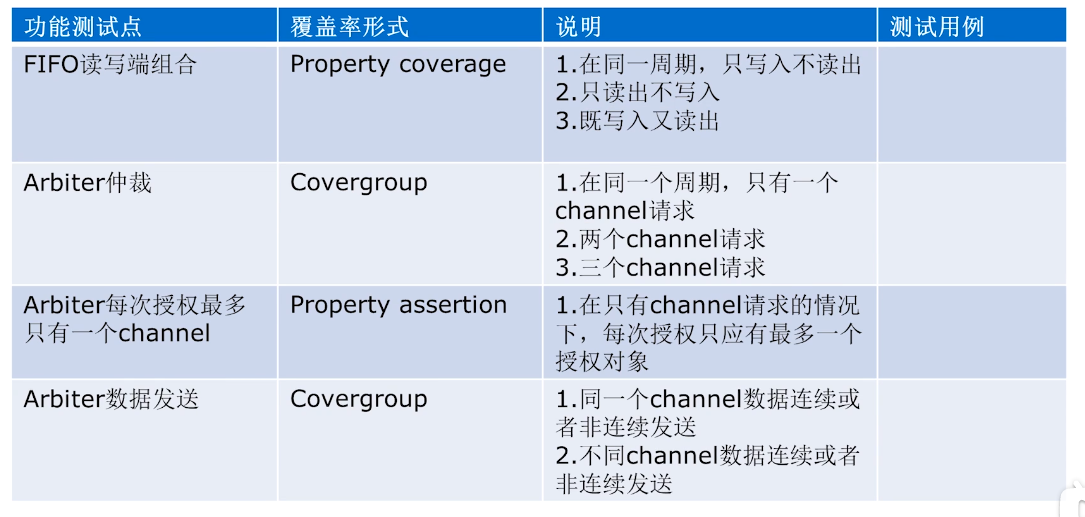 功能测试点
覆盖率形式
说明
测试用例
FIFO读写端组合
Property coverage
1.在同一周期，只写入不读出
2.只读出不写入
3.既写入又读出
Arbiter仲裁
Covergroup
1.在同一个周期，只有一个
channel请求
2.两个channel请求
3.三个channel请求
Arbiter每次授权最多
只有一个channel
Property assertion
1.在只有channel请求的情况
下，每次授权只应有最多一个
授权对象
Arbiter数据发送
Covergroup
1.同一个channel数据连续或
者非连续发送
2.不同channel数据连续或者
非连续发送